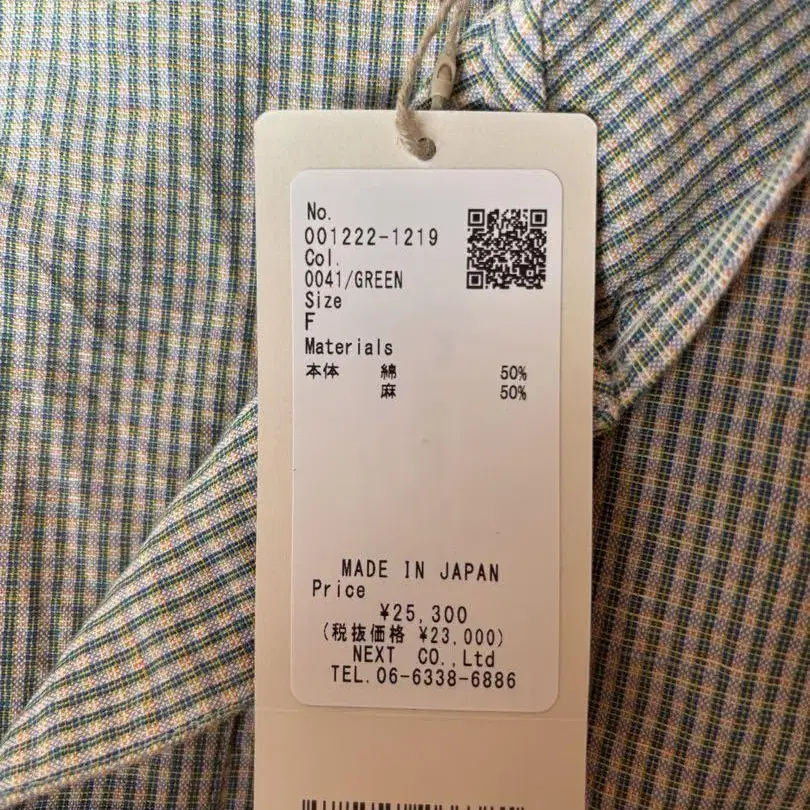 No.
001222-1219
Col.
0041/GREEN
Size
F
Materials
本体 綿 50%
麻 50%
MADE IN JAPAN
Price
¥25,300
(税抜価格 ¥23,000)
NEXT CO.,Ltd
TEL.06-6338-6886